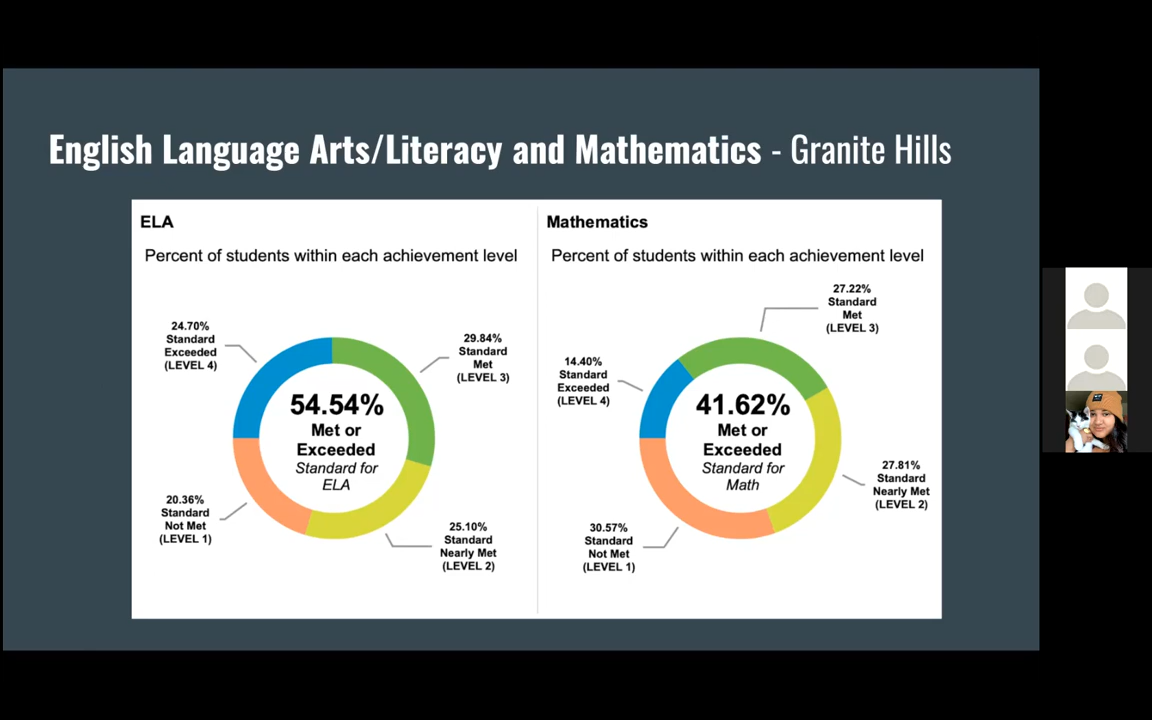 English Language Arts/Literacy and Mathematics - Granite Hills
ELA
Percent of students within each achievement level
24.70%
Standard
Exceeded
(LEVEL 4)
29.84%
Standard
Met
(LEVEL 3)
54.54%
Met or
Exceeded
Standard for
ELA
20.36%
Standard
Not Met
(LEVEL 1)
25.10%
Standard
Nearly Met
(LEVEL 2)
Mathematics
Percent of students within each achievement level
27.22%
Standard
Met
(LEVEL 3)
14.40%
Standard
Exceeded
(LEVEL 4)
41.62%
Met or
Exceeded
Standard for
Math
27.81%
Standard
Nearly Met
(LEVEL 2)
30.57%
Standard
Not Met
(LEVEL 1)